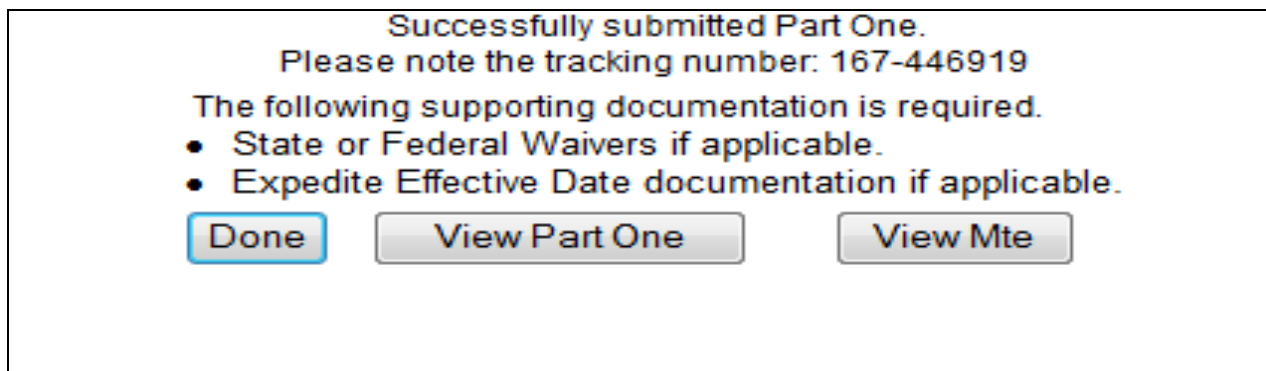 Successfully submitted Part One.
Please note the tracking number: 167-446919
The following supporting documentation is required.
• State or Federal Waivers if applicable.
• Expedite Effective Date documentation if applicable.
Done View Part One View Mte